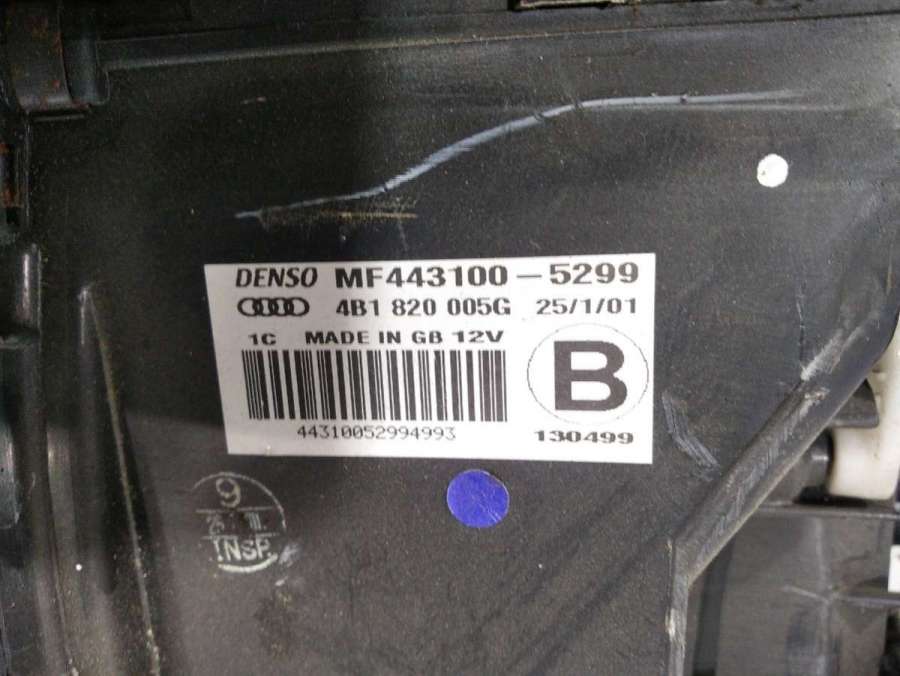 DENSO MF443100-5299
4B1 820 005G 25/1/01
1C MADE IN GB 12V
B
44310052994993
130499
9
INSP.